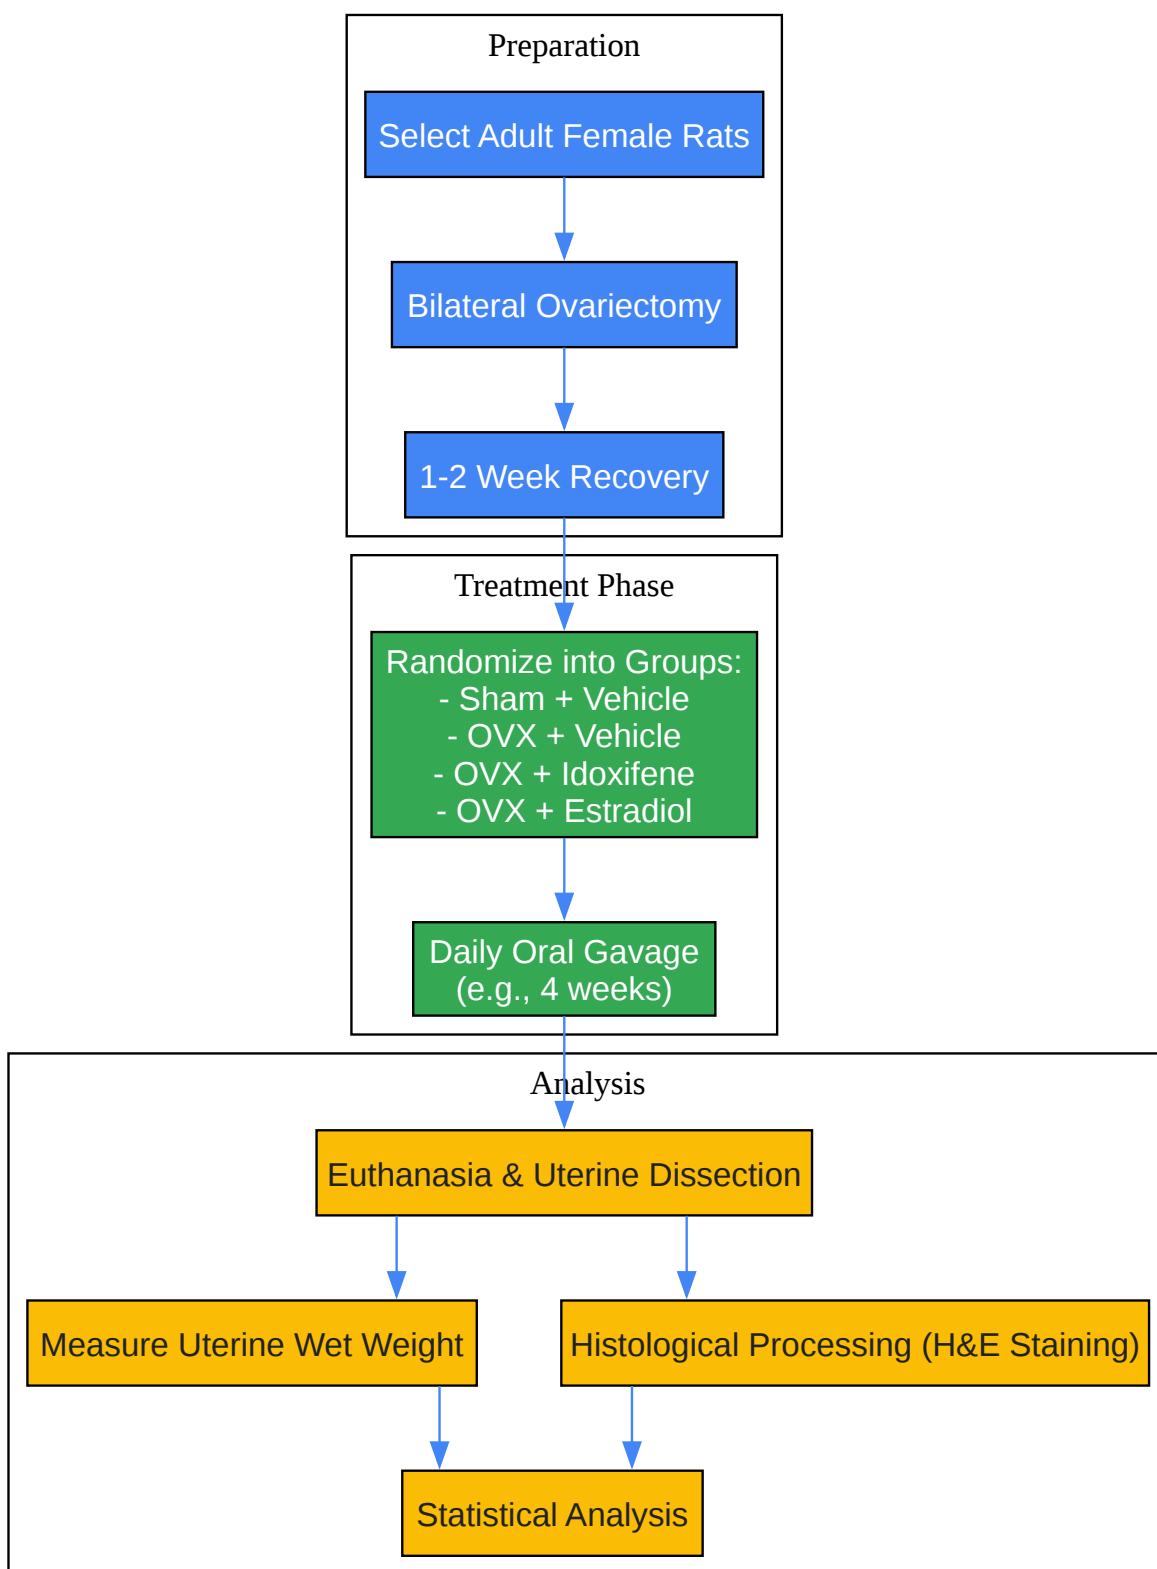 Preparation
Select Adult Female Rats
Bilateral Ovariectomy
1-2 Week Recovery
Treatment Phase
Randomize into Groups:
- Sham + Vehicle
- OVX + Vehicle
- OVX + Idoxifene
- OVX + Estradiol
Daily Oral Gavage
(e.g., 4 weeks)
Analysis
Euthanasia & Uterine Dissection
Measure Uterine Wet Weight
Histological Processing (H&E Staining)
Statistical Analysis